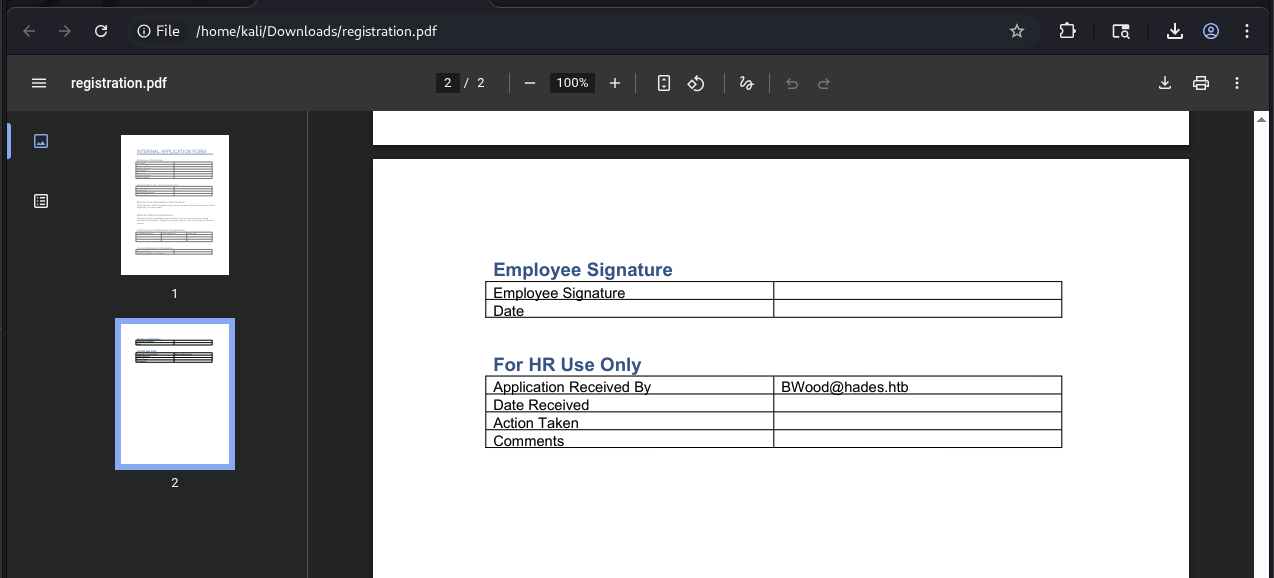 File /home/kali/Downloads/registration.pdf
registration.pdf
2 / 2
100%
INTERNAL APPLICATION FORM
1
2
Employee Signature
Employee Signature
Date
For HR Use Only
Application Received By BWood@hades.htb
Date Received
Action Taken
Comments